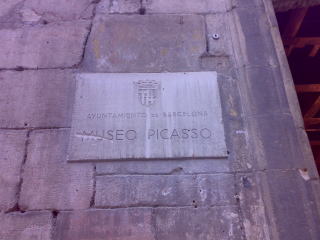 AYUNTAMIENTO DE BARCELONA
MUSEO PICASSO